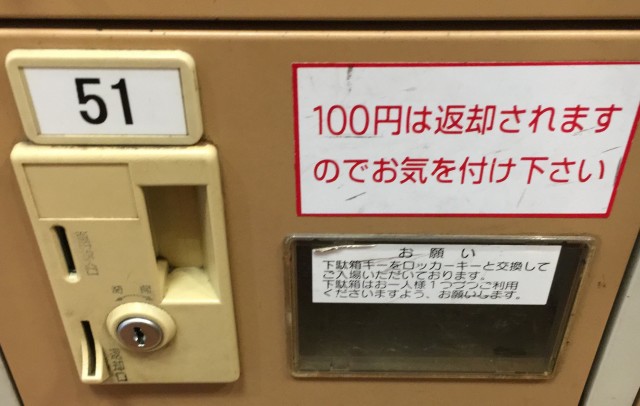 51
100円は返却されます
のでお気を付け下さい
お願い
下駄箱キーをロッカーキーと交換して
ご入場いただいております。
下駄箱はお一人様1つづつご利用
くださいますよう、お願いします。